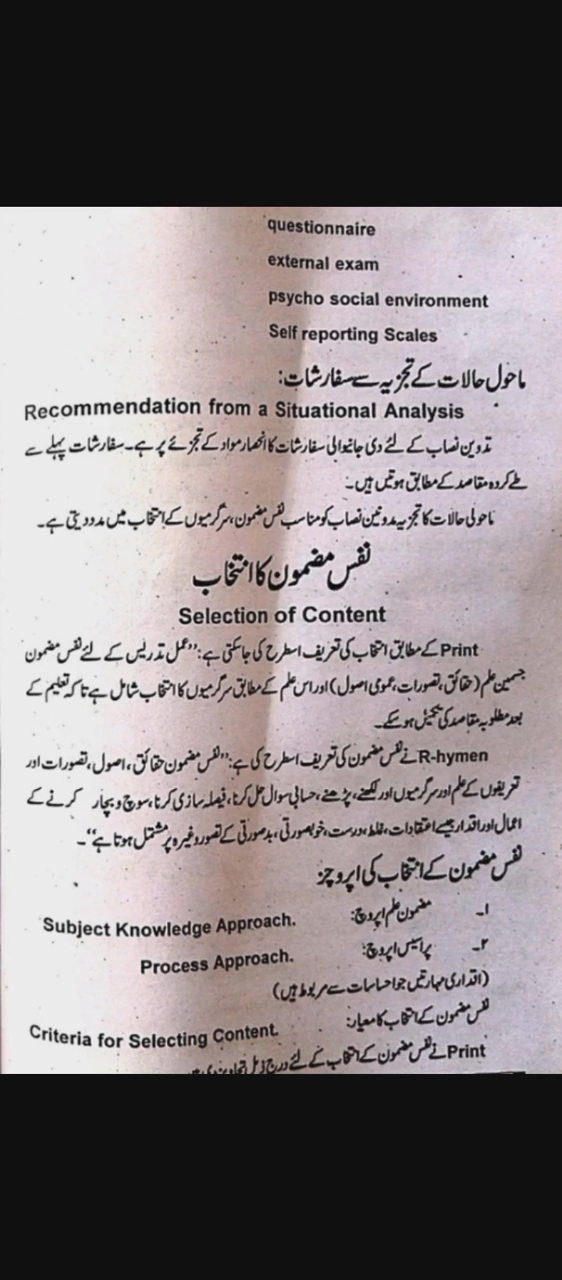 questionnaire
external exam
psycho social environment
Self reporting Scales
ماحول حالات کے تجزیہ سے سفارشات:
Recommendation from a Situational Analysis
تدوین نصاب کے لئے دی جانیوالی سفارشات کا انحصار مواد کے تجزئے پر ہے۔ سفارشات پہلے سے
طے کردہ مقاصد کے مطابق ہوتیں ہیں۔
ماحولی حالات کا تجزیہ مدونین نصاب کو مناسب نفس مضمون، سرگرمیوں کے انتخاب میں مدد دیتی ہے۔
نفس مضمون کا انتخاب
Selection of Content
Print کے مطابق انتخاب کی تعریف اسطرح کی جا سکتی ہے: ”عمل تدریس کے لئے نفس مضمون
جسمیں علم (حقائق، تصورات، عمومی اصول) اور اس علم کے مطابق سرگرمیوں کا انتخاب شامل ہے تاکہ تعلیم کے
بعد مطلوبہ مقاصد کی تکمیل ہو سکے۔
R-hymen نے نفس مضمون کی تعریف اسطرح کی ہے: ”نفس مضمون حقائق، اصول، تصورات اور
تعریفوں کے علم اور سرگرمیوں اور لکھنے، پڑھنے، حسابی سوال حل کرنا، فیصلہ سازی کرنا، سوچ و بچار کرنے کے
اعمال اور اقدار جیسے اعتقادات، غلط، درست، خوبصورتی، بدصورتی کے تصور وغیرہ پر مشتمل ہوتا ہے“۔
نفس مضمون کے انتخاب کی اپروچز
۱۔ مضمون علم اپروچ: Subject Knowledge Approach.
۲۔ پراسیس اپروچ: Process Approach.
(اقداری مہارتیں جو احساسات سے مربوط ہیں)
نفس مضمون کے انتخاب کا معیار: Criteria for Selecting Content.
Print نے نفس مضمون کے انتخاب کے لئے درج ذیل تجاویز دی